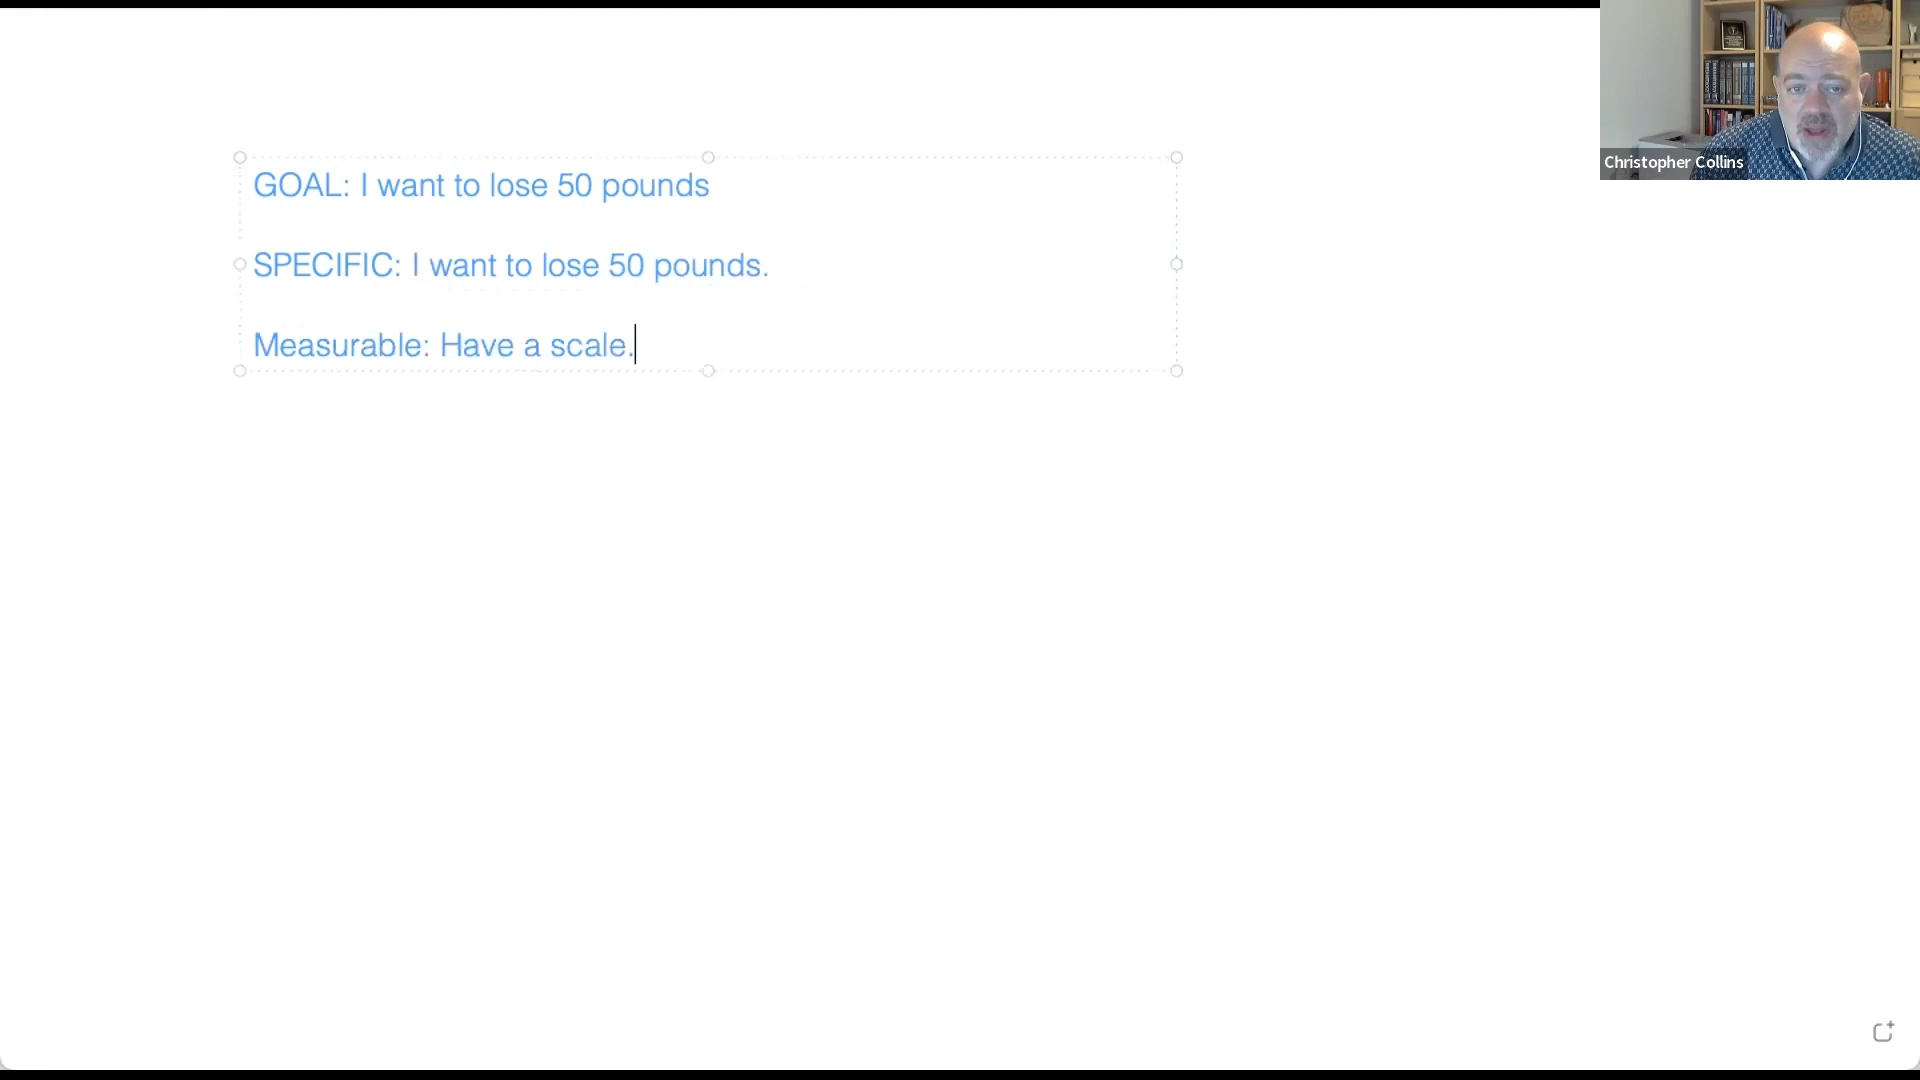 GOAL: I want to lose 50 pounds
SPECIFIC: I want to lose 50 pounds.
Measurable: Have a scale.
Christopher Collins